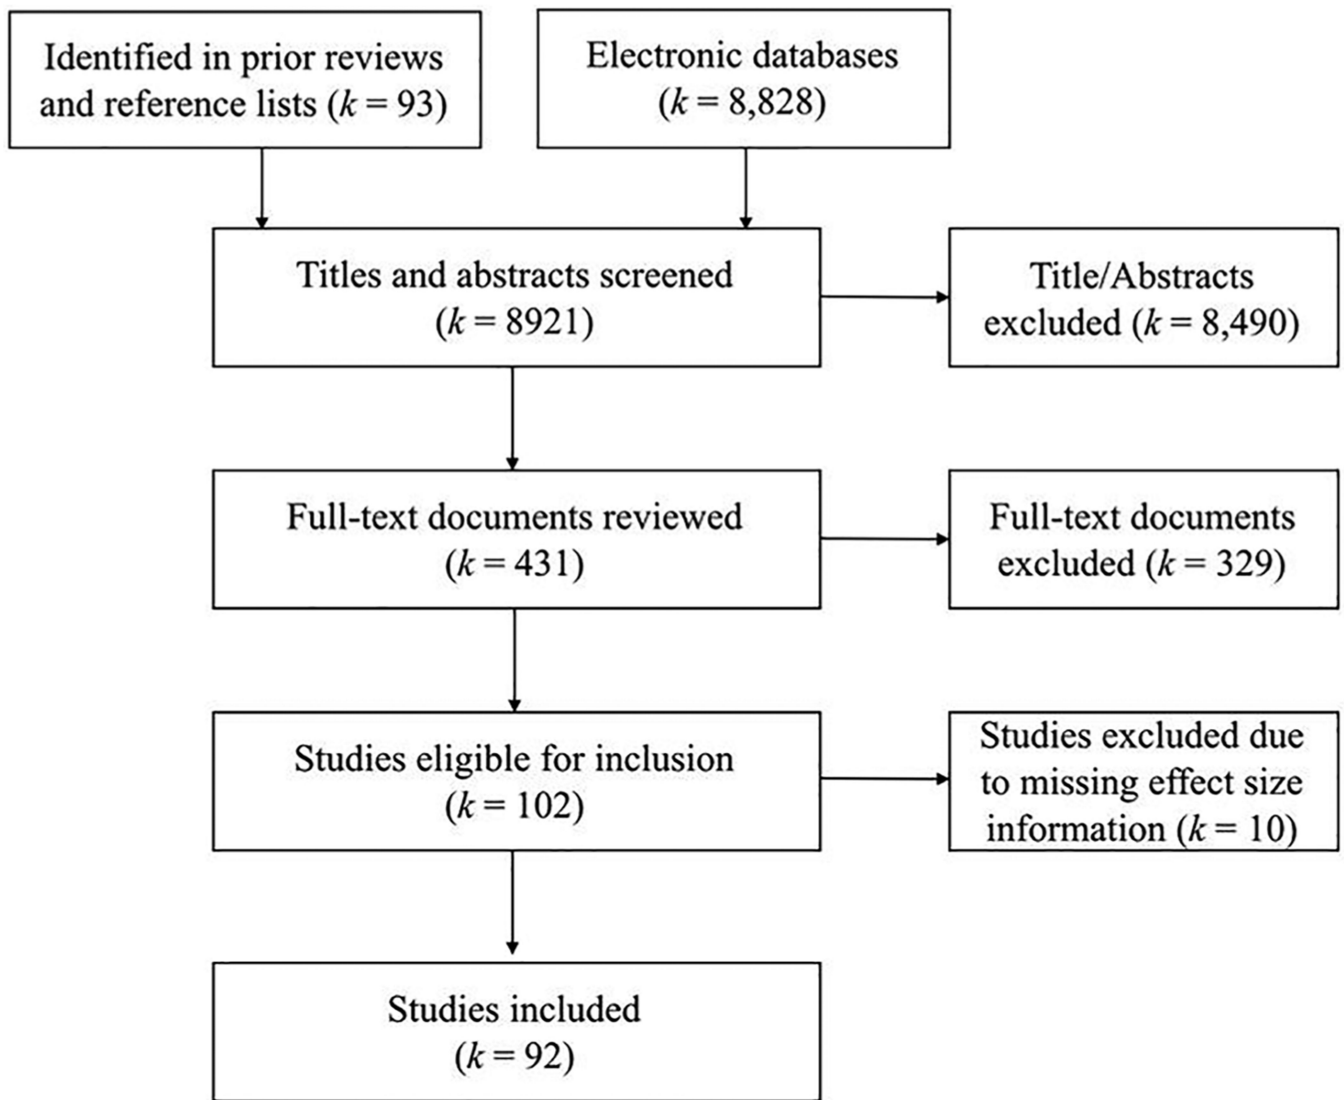 Identified in prior reviews
and reference lists (k = 93)
Electronic databases
(k = 8,828)
Titles and abstracts screened
(k = 8921)
Title/Abstracts
excluded (k = 8,490)
Full-text documents reviewed
(k = 431)
Full-text documents
excluded (k = 329)
Studies eligible for inclusion
(k = 102)
Studies excluded due
to missing effect size
information (k = 10)
Studies included
(k = 92)